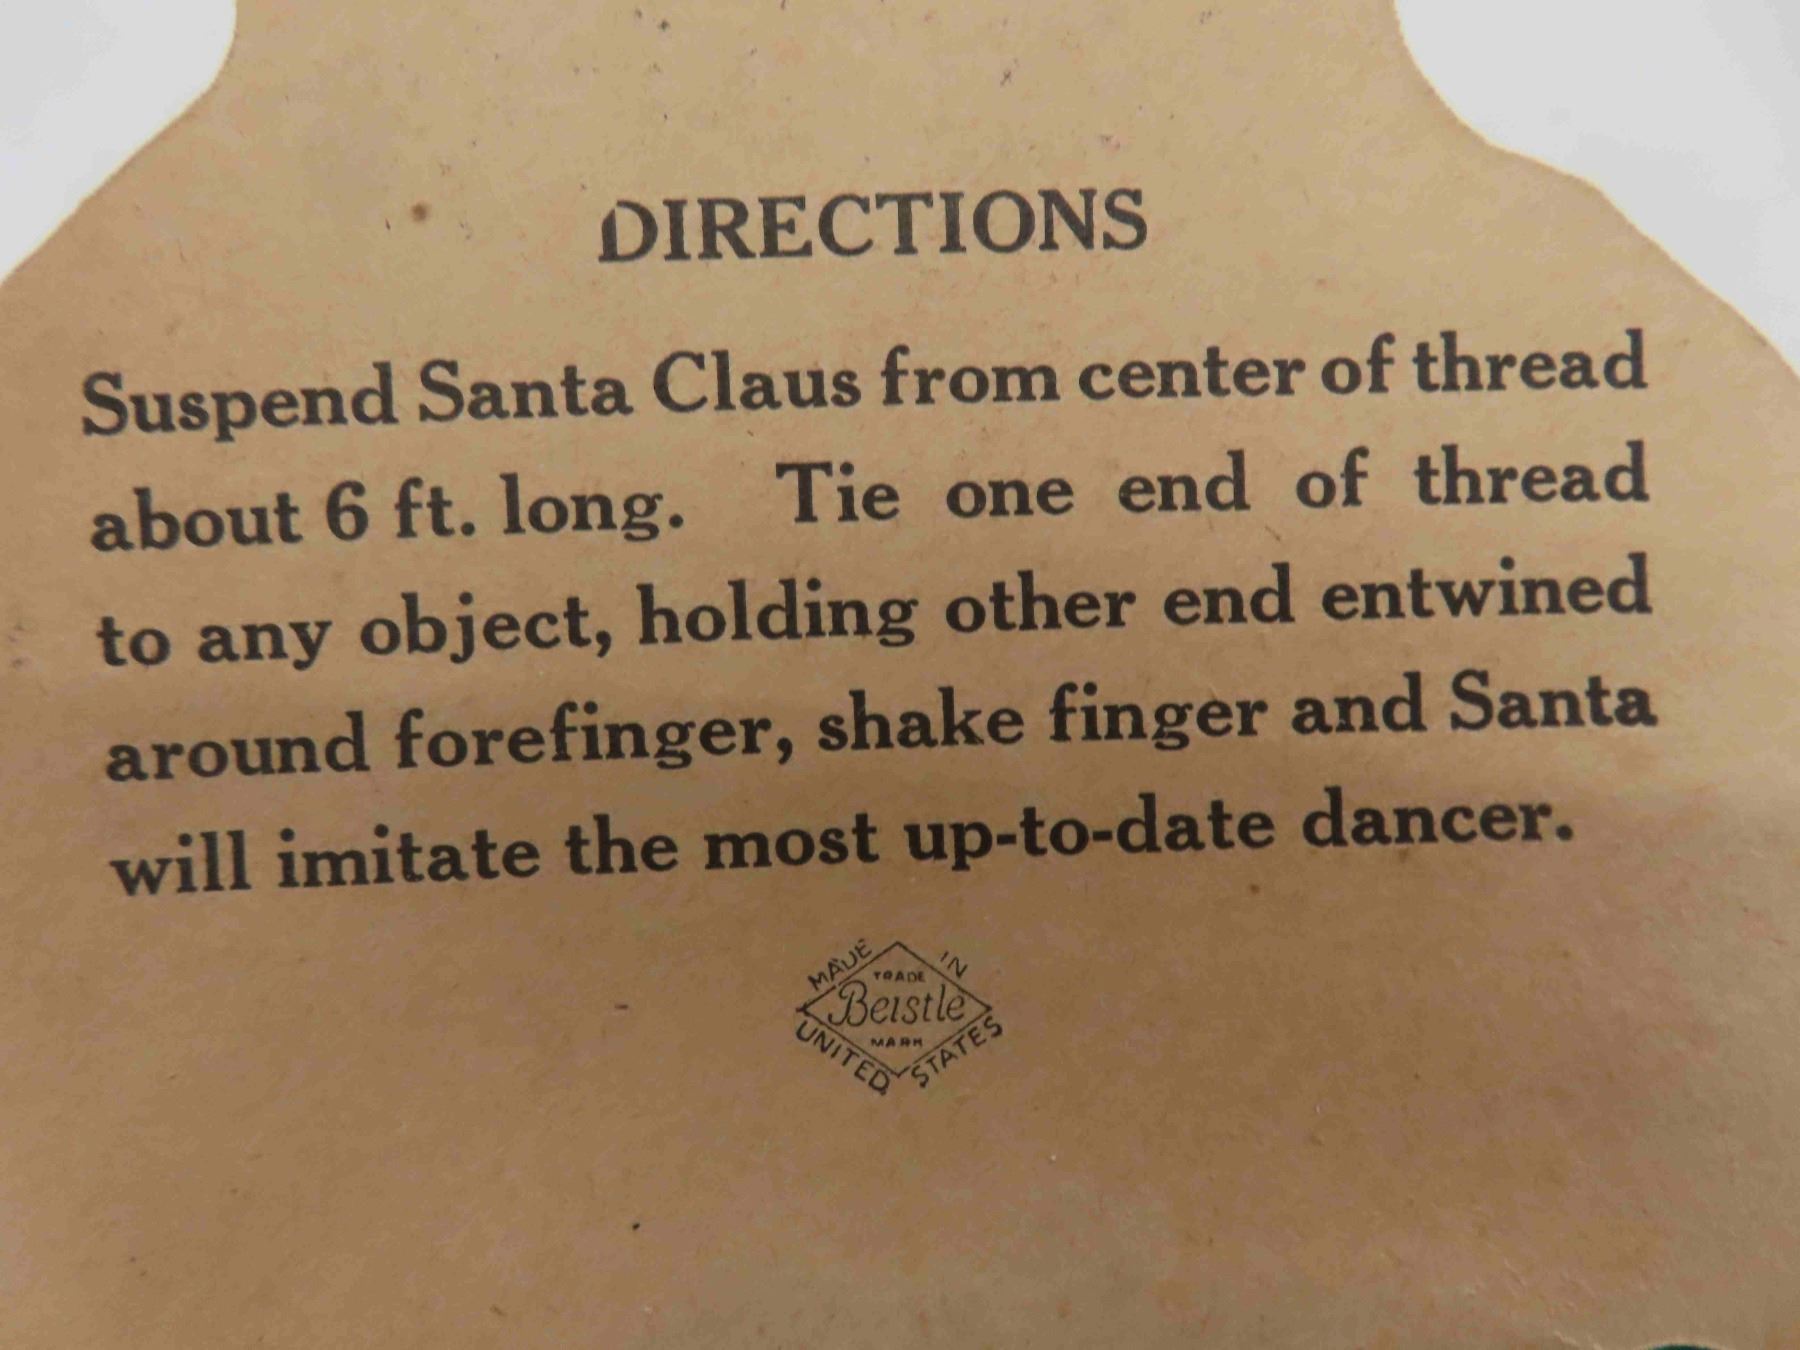 DIRECTIONS
Suspend Santa Claus from center of thread
about 6 ft. long. Tie one end of thread
to any object, holding other end entwined
around forefinger, shake finger and Santa
will imitate the most up-to-date dancer.
MADE IN
TRADE
Beistle
MARK
UNITED STATES